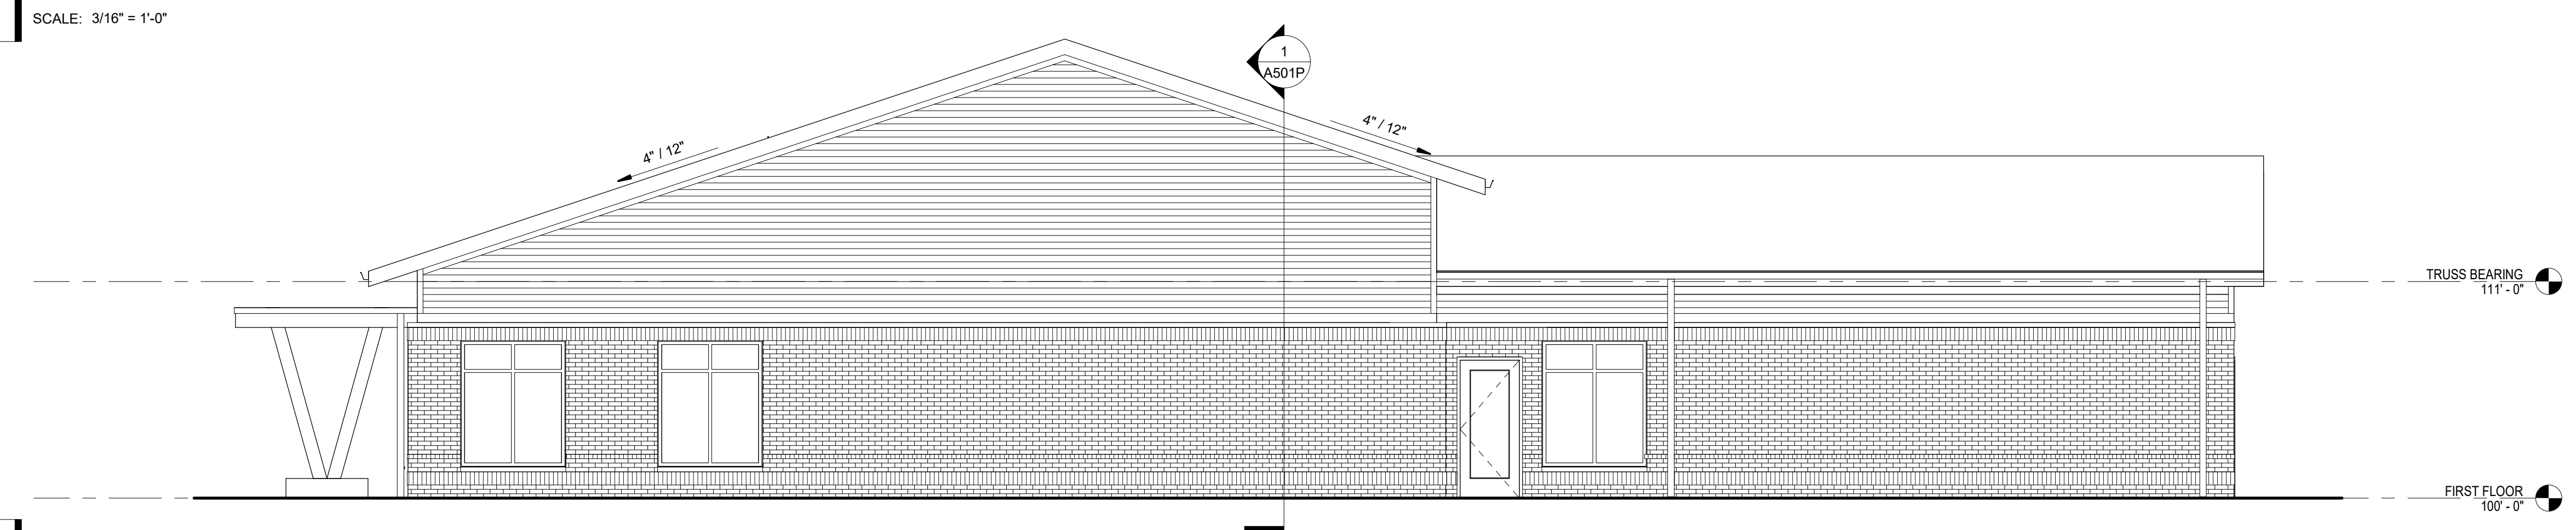 SCALE: 3/16" = 1'-0"
1
A501P
4" / 12"
4" / 12"
TRUSS BEARING
111' - 0"
FIRST FLOOR
100' - 0"